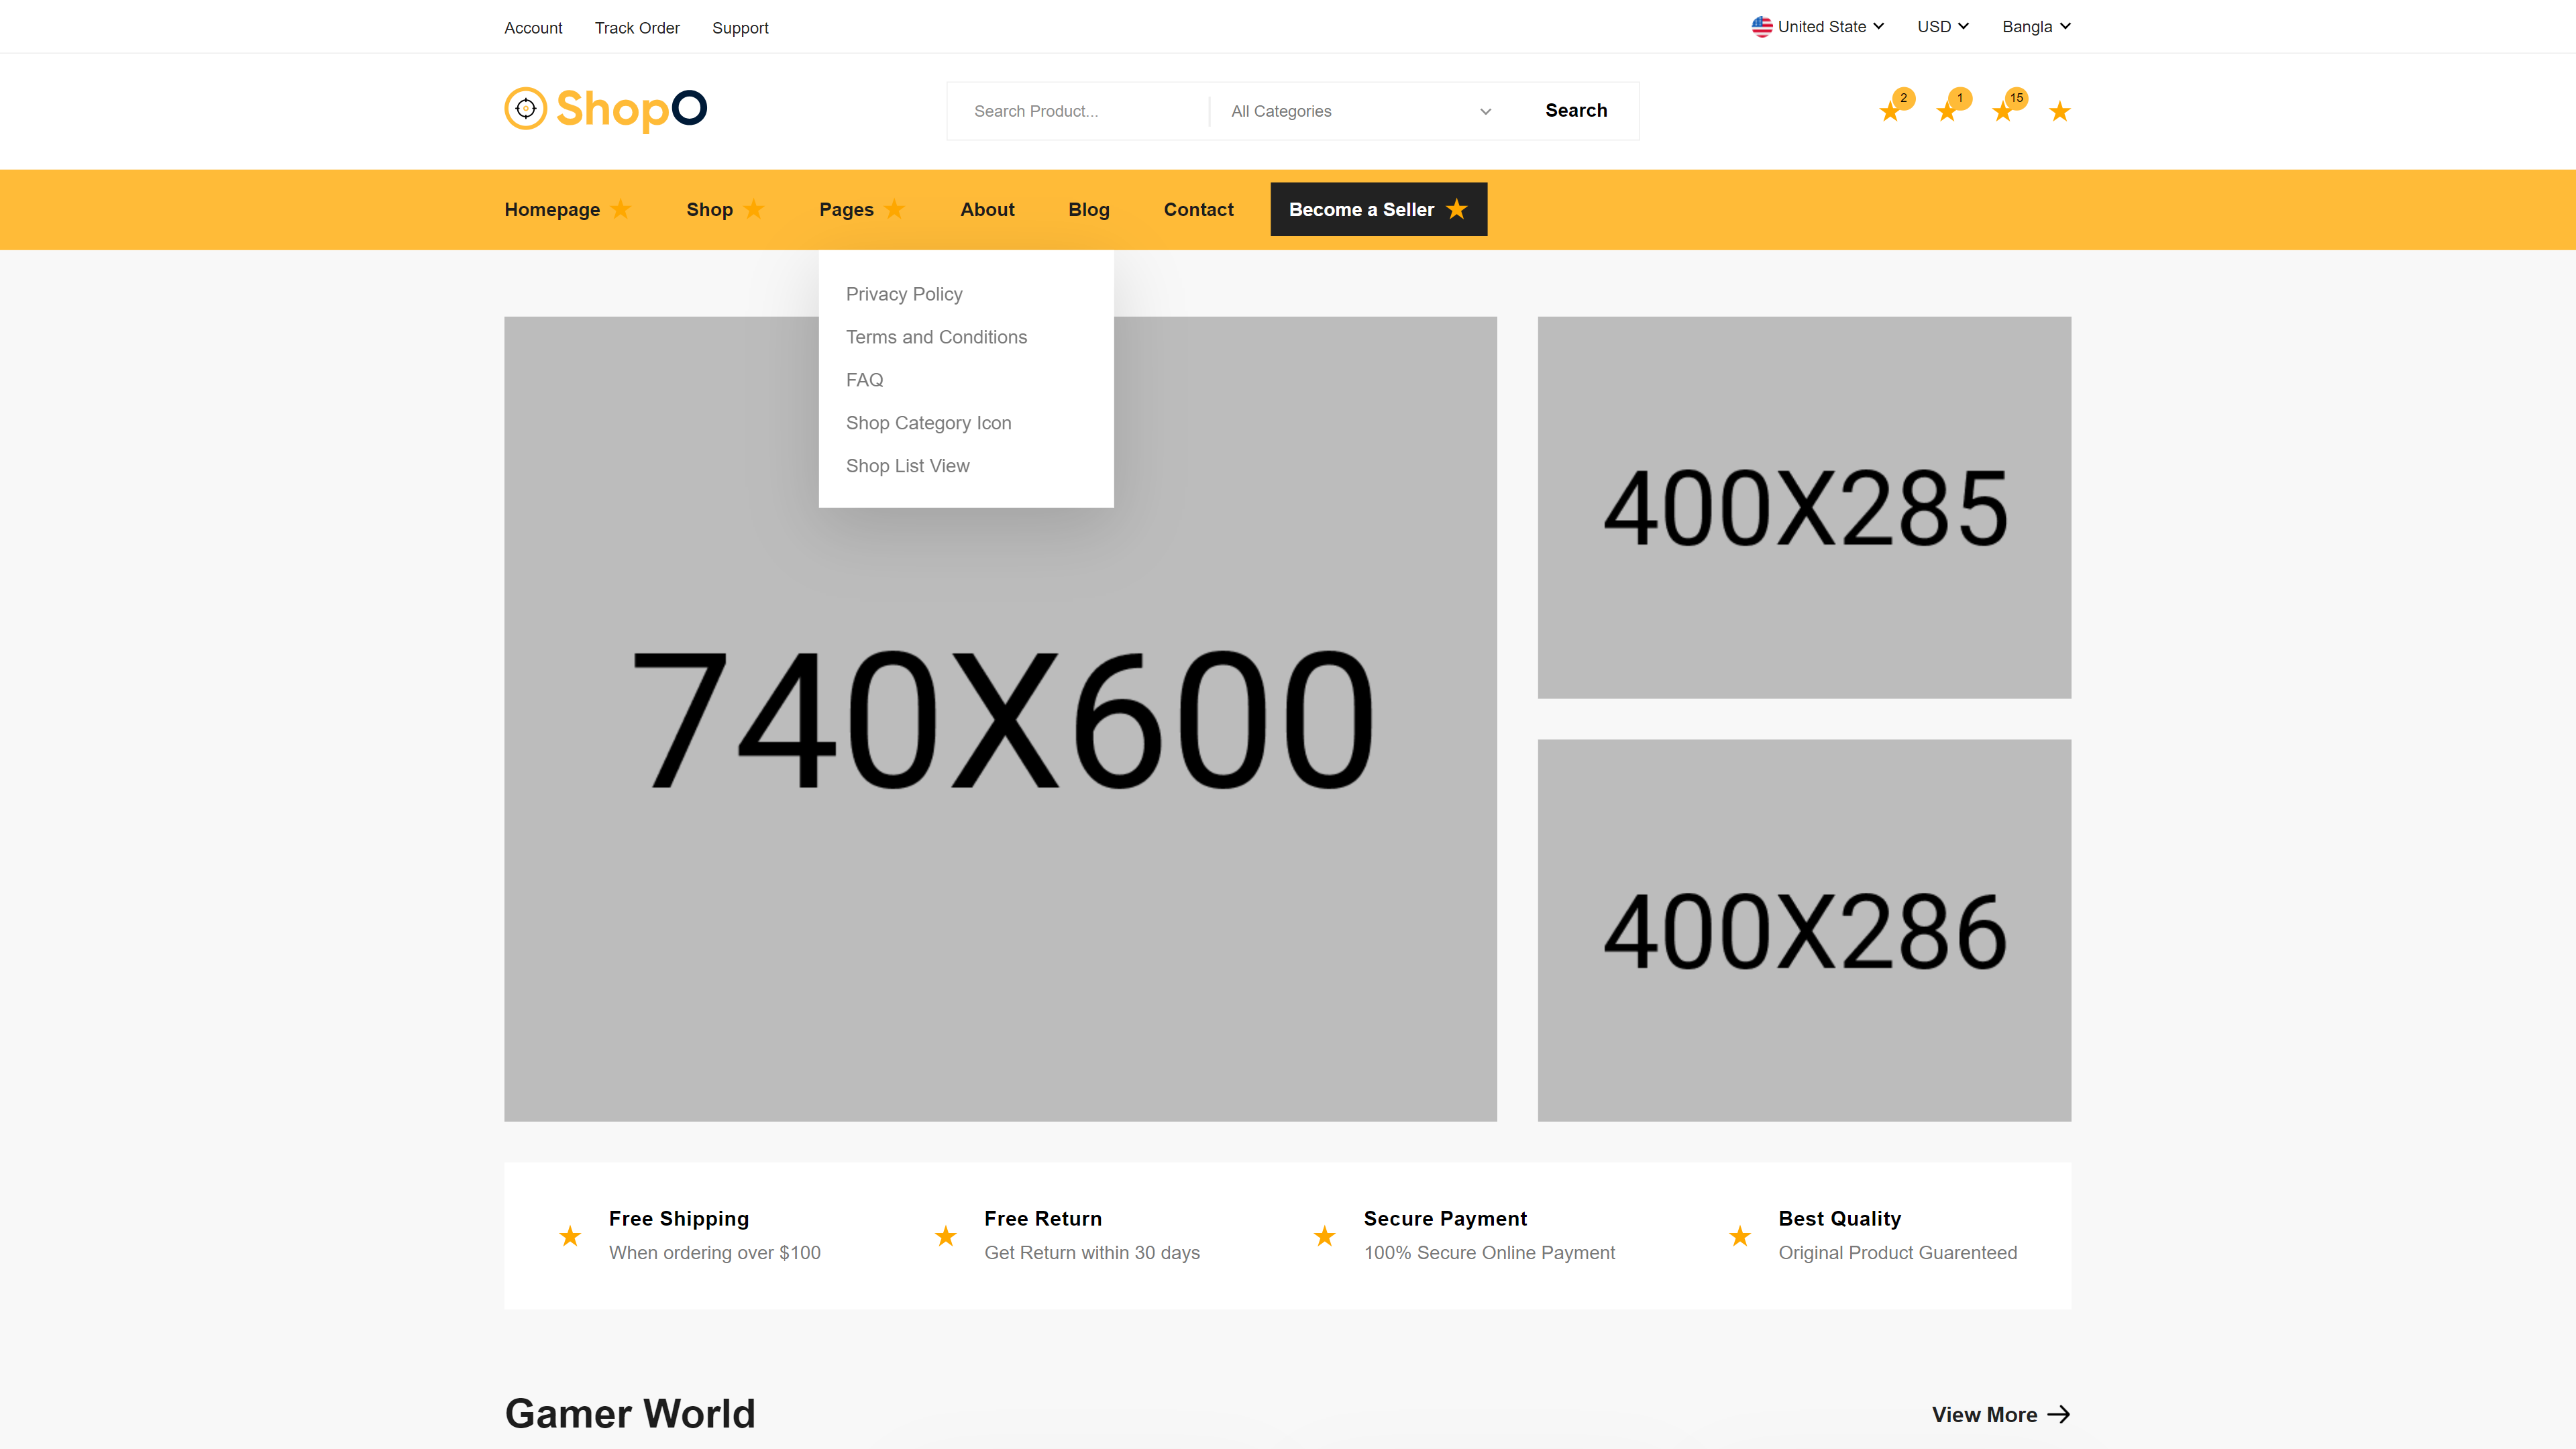 Account Track Order Support United State USD Bangla
ShopO Search Product... All Categories Search 2 1 15
Homepage Shop Pages About Blog Contact Become a Seller
Privacy Policy
Terms and Conditions
FAQ
Shop Category Icon
Shop List View
740X600
400X285
400X286
Free Shipping
When ordering over $100
Free Return
Get Return within 30 days
Secure Payment
100% Secure Online Payment
Best Quality
Original Product Guarenteed
Gamer World View More